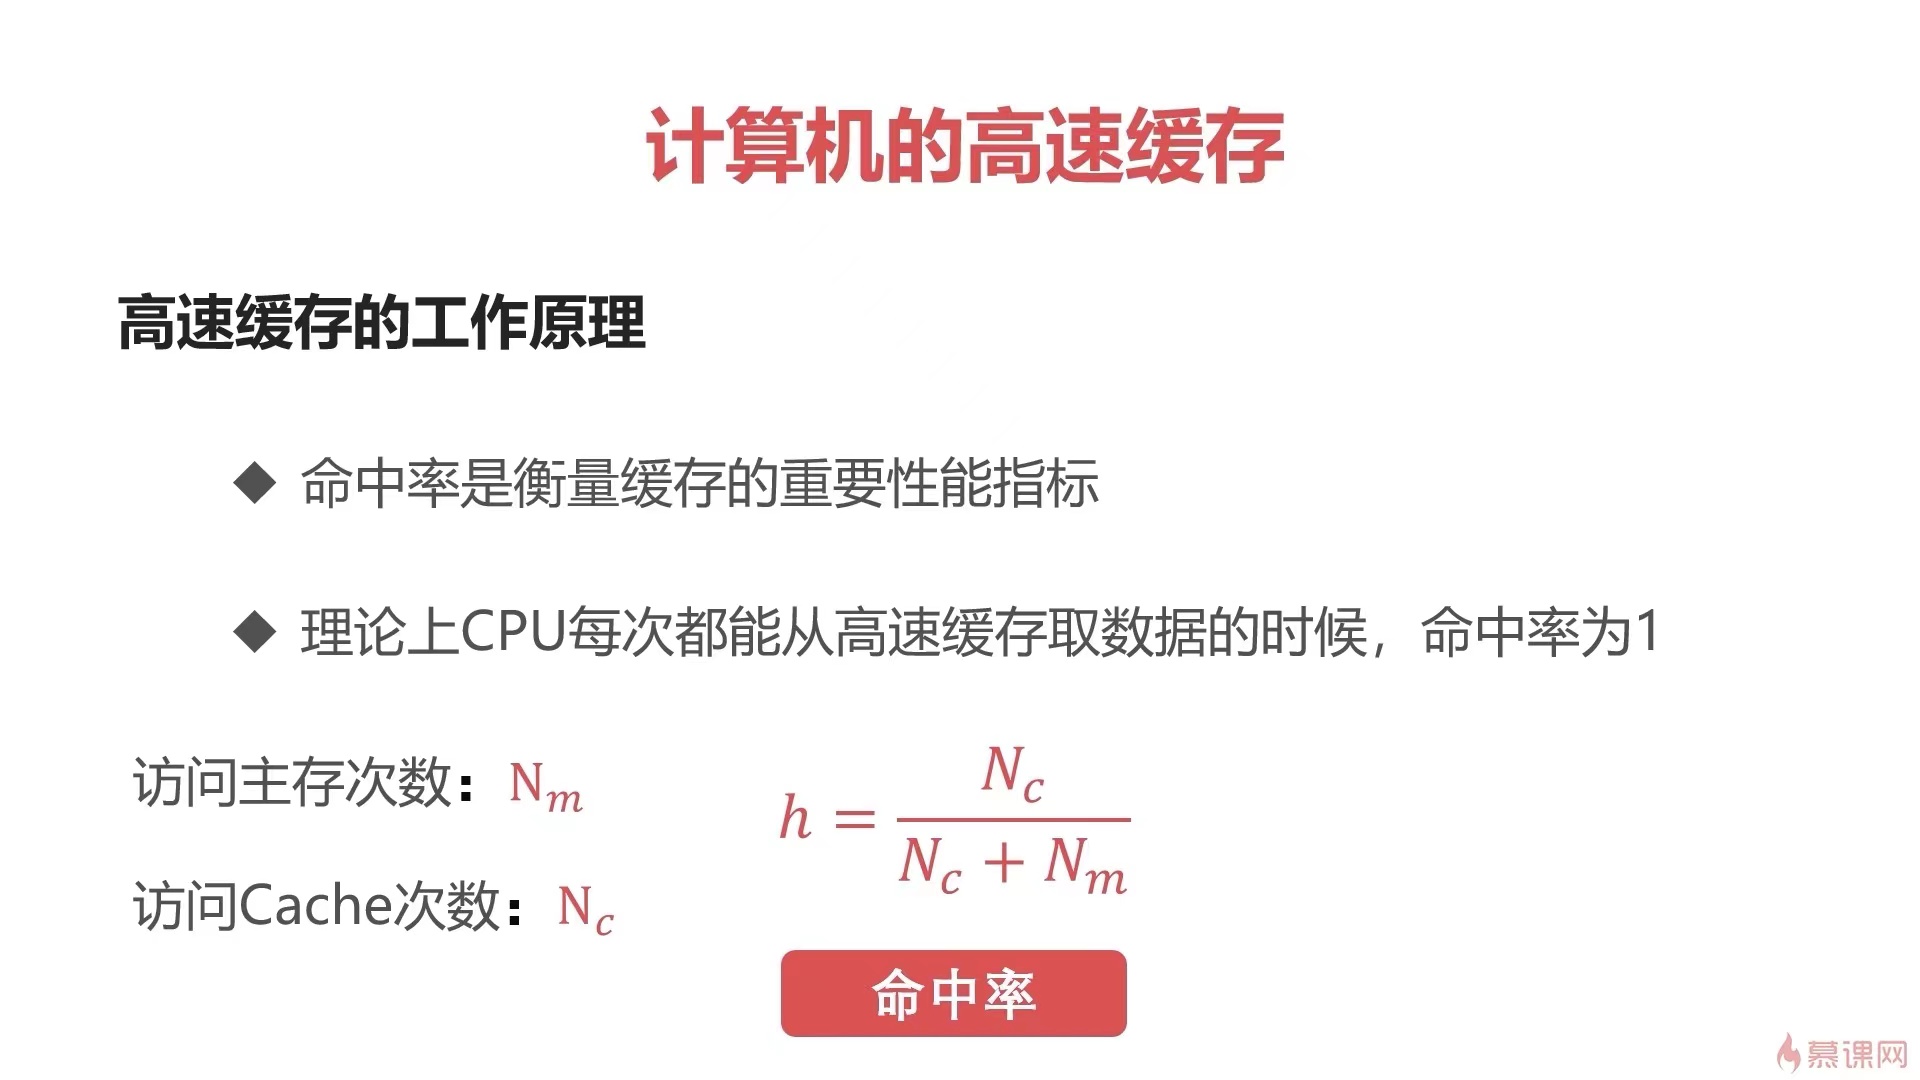 计算机的高速缓存
高速缓存的工作原理
◆ 命中率是衡量缓存的重要性能指标
◆ 理论上CPU每次都能从高速缓存取数据的时候，命中率为1
访问主存次数：N_m
访问Cache次数：N_c
h = N_c / (N_c + N_m)
命中率
慕课网